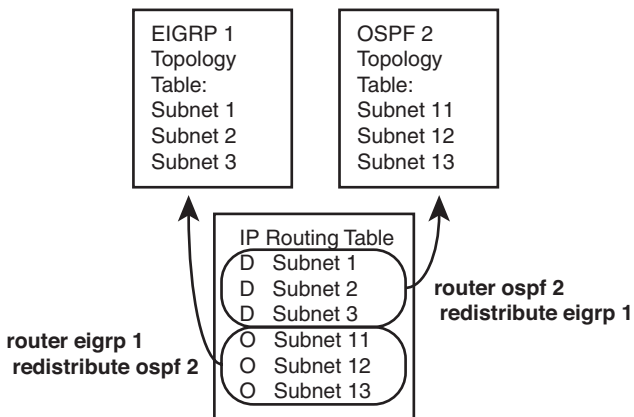 EIGRP 1
Topology
Table:
Subnet 1
Subnet 2
Subnet 3
OSPF 2
Topology
Table:
Subnet 11
Subnet 12
Subnet 13
IP Routing Table
D Subnet 1
D Subnet 2
D Subnet 3
O Subnet 11
O Subnet 12
O Subnet 13
router ospf 2
redistribute eigrp 1
router eigrp 1
redistribute ospf 2